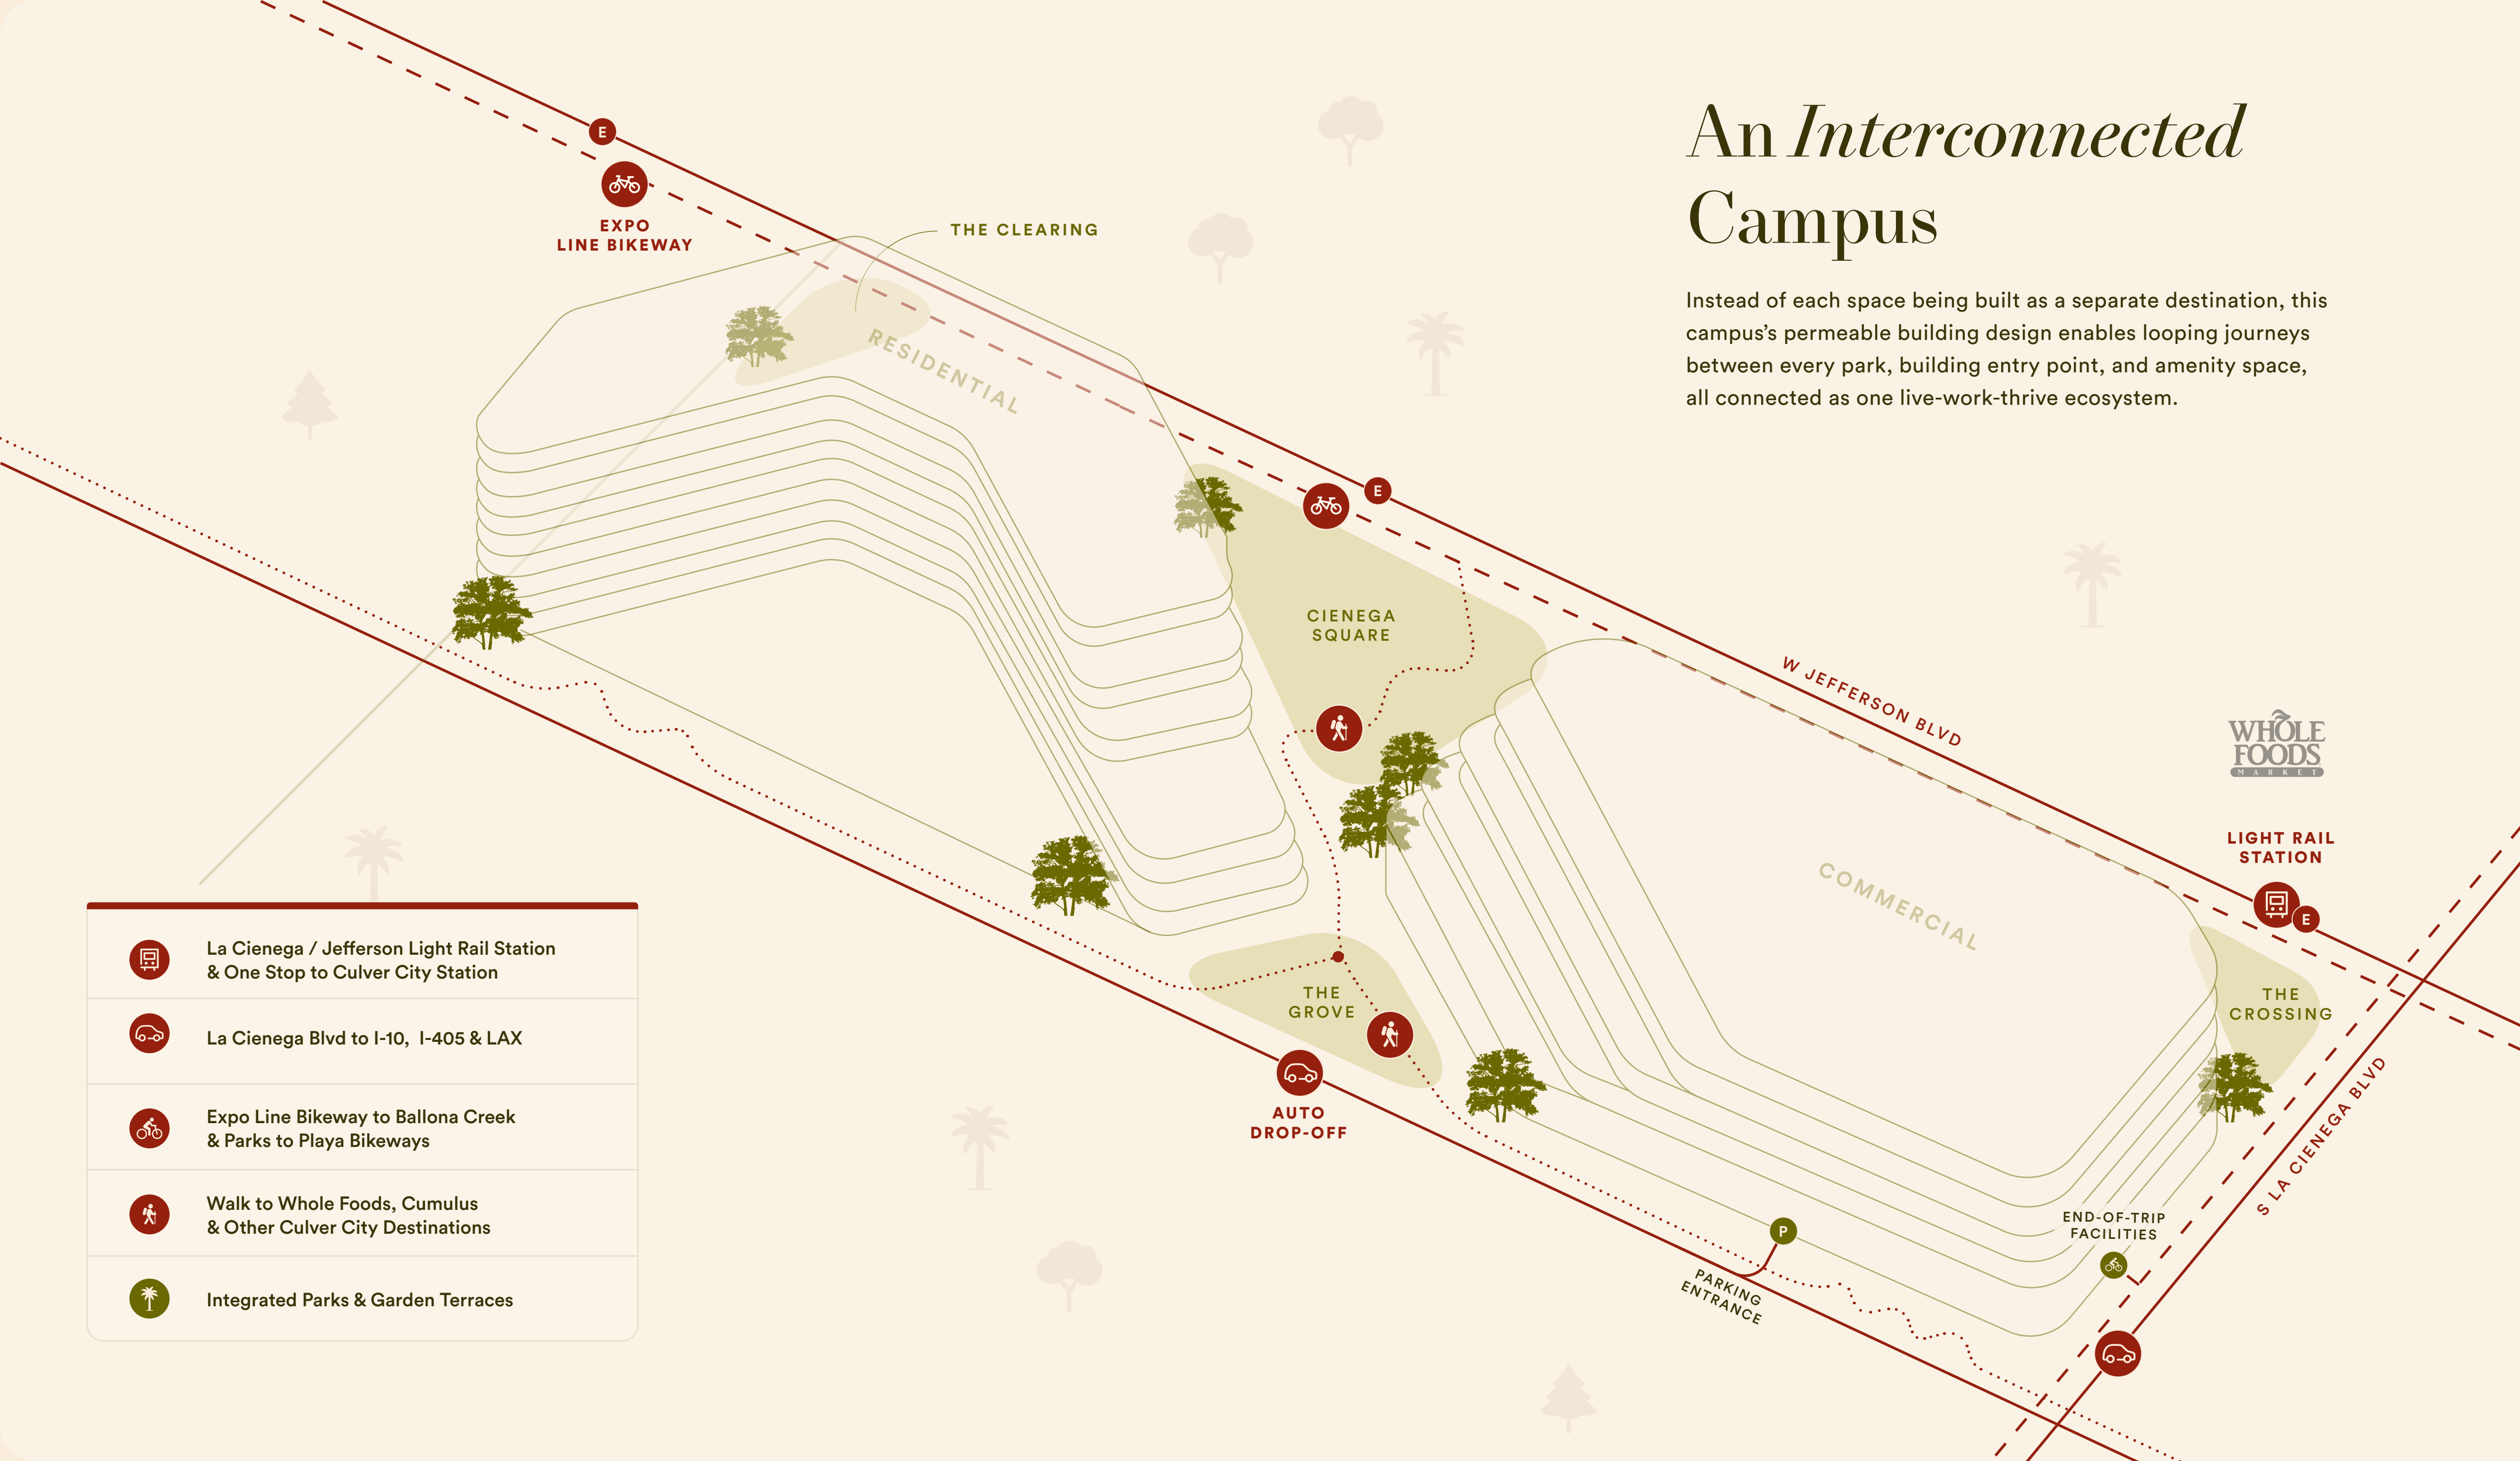 An Interconnected
Campus
Instead of each space being built as a separate destination, this
campus’s permeable building design enables looping journeys
between every park, building entry point, and amenity space,
all connected as one live-work-thrive ecosystem.
E
EXPO
LINE BIKEWAY
THE CLEARING
RESIDENTIAL
E
CIENEGA
SQUARE
W JEFFERSON BLVD
WHOLE
FOODS
MARKET
LIGHT RAIL
STATION
E
COMMERCIAL
THE
CROSSING
THE
GROVE
AUTO
DROP-OFF
S LA CIENEGA BLVD
END-OF-TRIP
FACILITIES
P
PARKING
ENTRANCE
La Cienega / Jefferson Light Rail Station
& One Stop to Culver City Station
La Cienega Blvd to I-10, I-405 & LAX
Expo Line Bikeway to Ballona Creek
& Parks to Playa Bikeways
Walk to Whole Foods, Cumulus
& Other Culver City Destinations
Integrated Parks & Garden Terraces